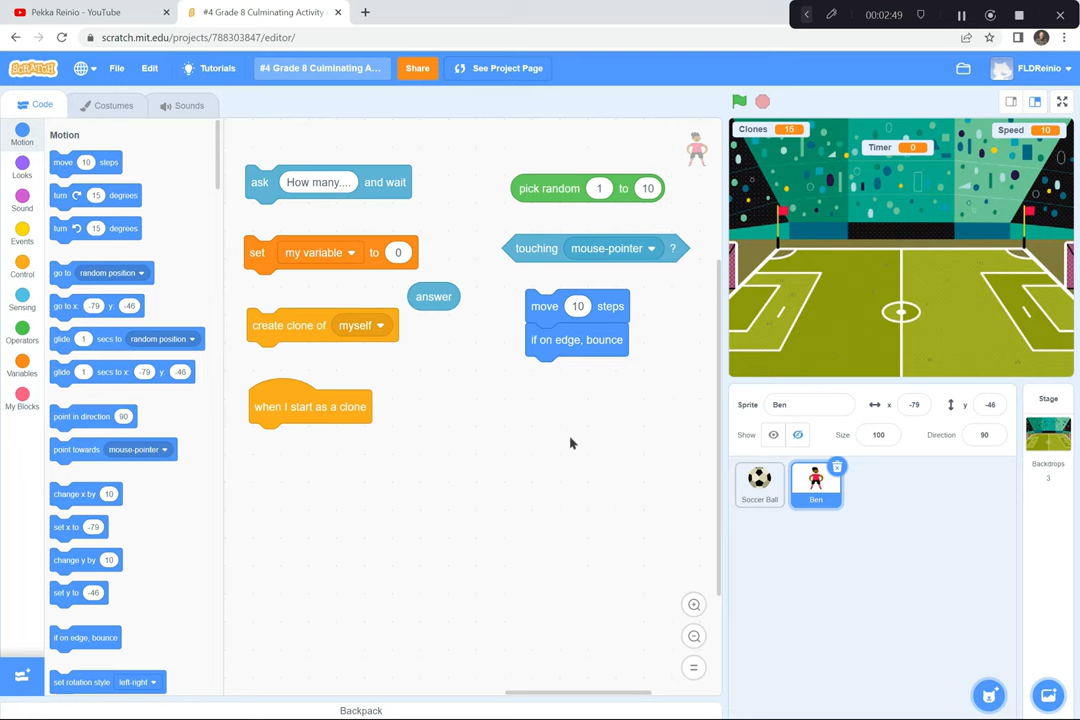 Pekka Reinio - YouTube
#4 Grade 8 Culminating Activity -
00:02:49
scratch.mit.edu/projects/788303847/editor/
SCRATCH
File
Edit
Tutorials
#4 Grade 8 Culminating A...
Share
See Project Page
FLDReinio
Code
Costumes
Sounds
Motion
Looks
Sound
Events
Control
Sensing
Operators
Variables
My Blocks
Motion
move 10 steps
turn 15 degrees
turn 15 degrees
go to random position
go to x: -79 y: -46
glide 1 secs to random position
glide 1 secs to x: -79 y: -46
point in direction 90
point towards mouse-pointer
change x by 10
set x to -79
change y by 10
set y to -46
if on edge, bounce
set rotation style left-right
ask How many.... and wait
set my variable to 0
answer
create clone of myself
when I start as a clone
pick random 1 to 10
touching mouse-pointer ?
move 10 steps
if on edge, bounce
Backpack
Clones 15
Timer 0
Speed 10
Sprite Ben
x -79
y -46
Show
Size 100
Direction 90
Soccer Ball
Ben
Stage
Backdrops
3